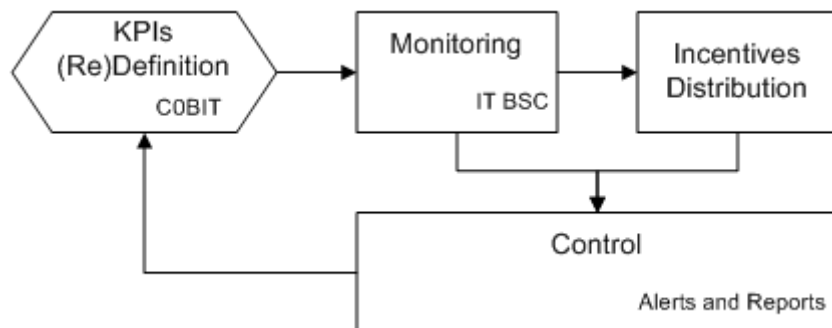 KPIs
(Re)Definition
C0BIT
Monitoring
IT BSC
Incentives
Distribution
Control
Alerts and Reports